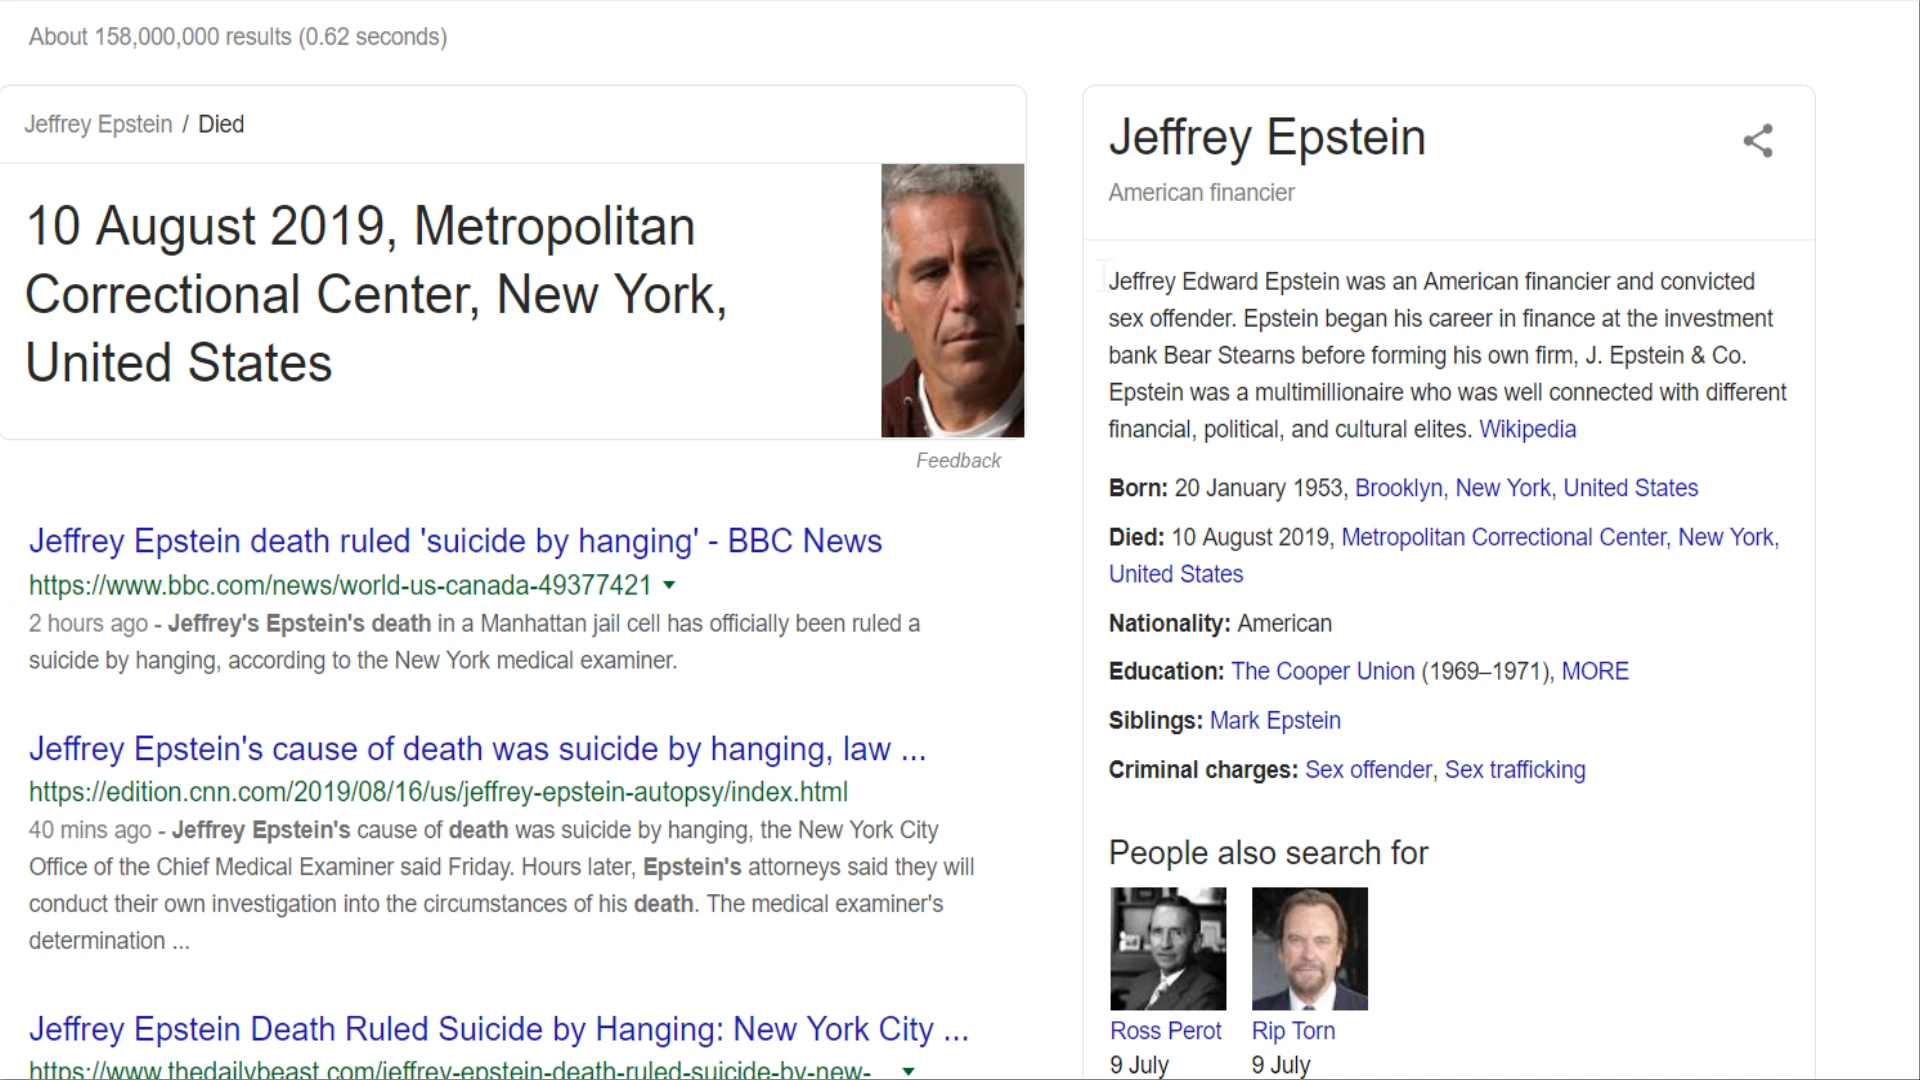 About 158,000,000 results (0.62 seconds)
Jeffrey Epstein / Died
10 August 2019, Metropolitan
Correctional Center, New York,
United States
Feedback
Jeffrey Epstein death ruled 'suicide by hanging' - BBC News
https://www.bbc.com/news/world-us-canada-49377421
2 hours ago - Jeffrey's Epstein's death in a Manhattan jail cell has officially been ruled a
suicide by hanging, according to the New York medical examiner.
Jeffrey Epstein's cause of death was suicide by hanging, law ...
https://edition.cnn.com/2019/08/16/us/jeffrey-epstein-autopsy/index.html
40 mins ago - Jeffrey Epstein's cause of death was suicide by hanging, the New York City
Office of the Chief Medical Examiner said Friday. Hours later, Epstein's attorneys said they will
conduct their own investigation into the circumstances of his death. The medical examiner's
determination ...
Jeffrey Epstein Death Ruled Suicide by Hanging: New York City ...
https://www.thedailybeast.com/jeffrey-epstein-death-ruled-suicide-by-new-
Jeffrey Epstein
American financier
Jeffrey Edward Epstein was an American financier and convicted
sex offender. Epstein began his career in finance at the investment
bank Bear Stearns before forming his own firm, J. Epstein & Co.
Epstein was a multimillionaire who was well connected with different
financial, political, and cultural elites. Wikipedia
Born: 20 January 1953, Brooklyn, New York, United States
Died: 10 August 2019, Metropolitan Correctional Center, New York,
United States
Nationality: American
Education: The Cooper Union (1969–1971), MORE
Siblings: Mark Epstein
Criminal charges: Sex offender, Sex trafficking
People also search for
Ross Perot
9 July
Rip Torn
9 July